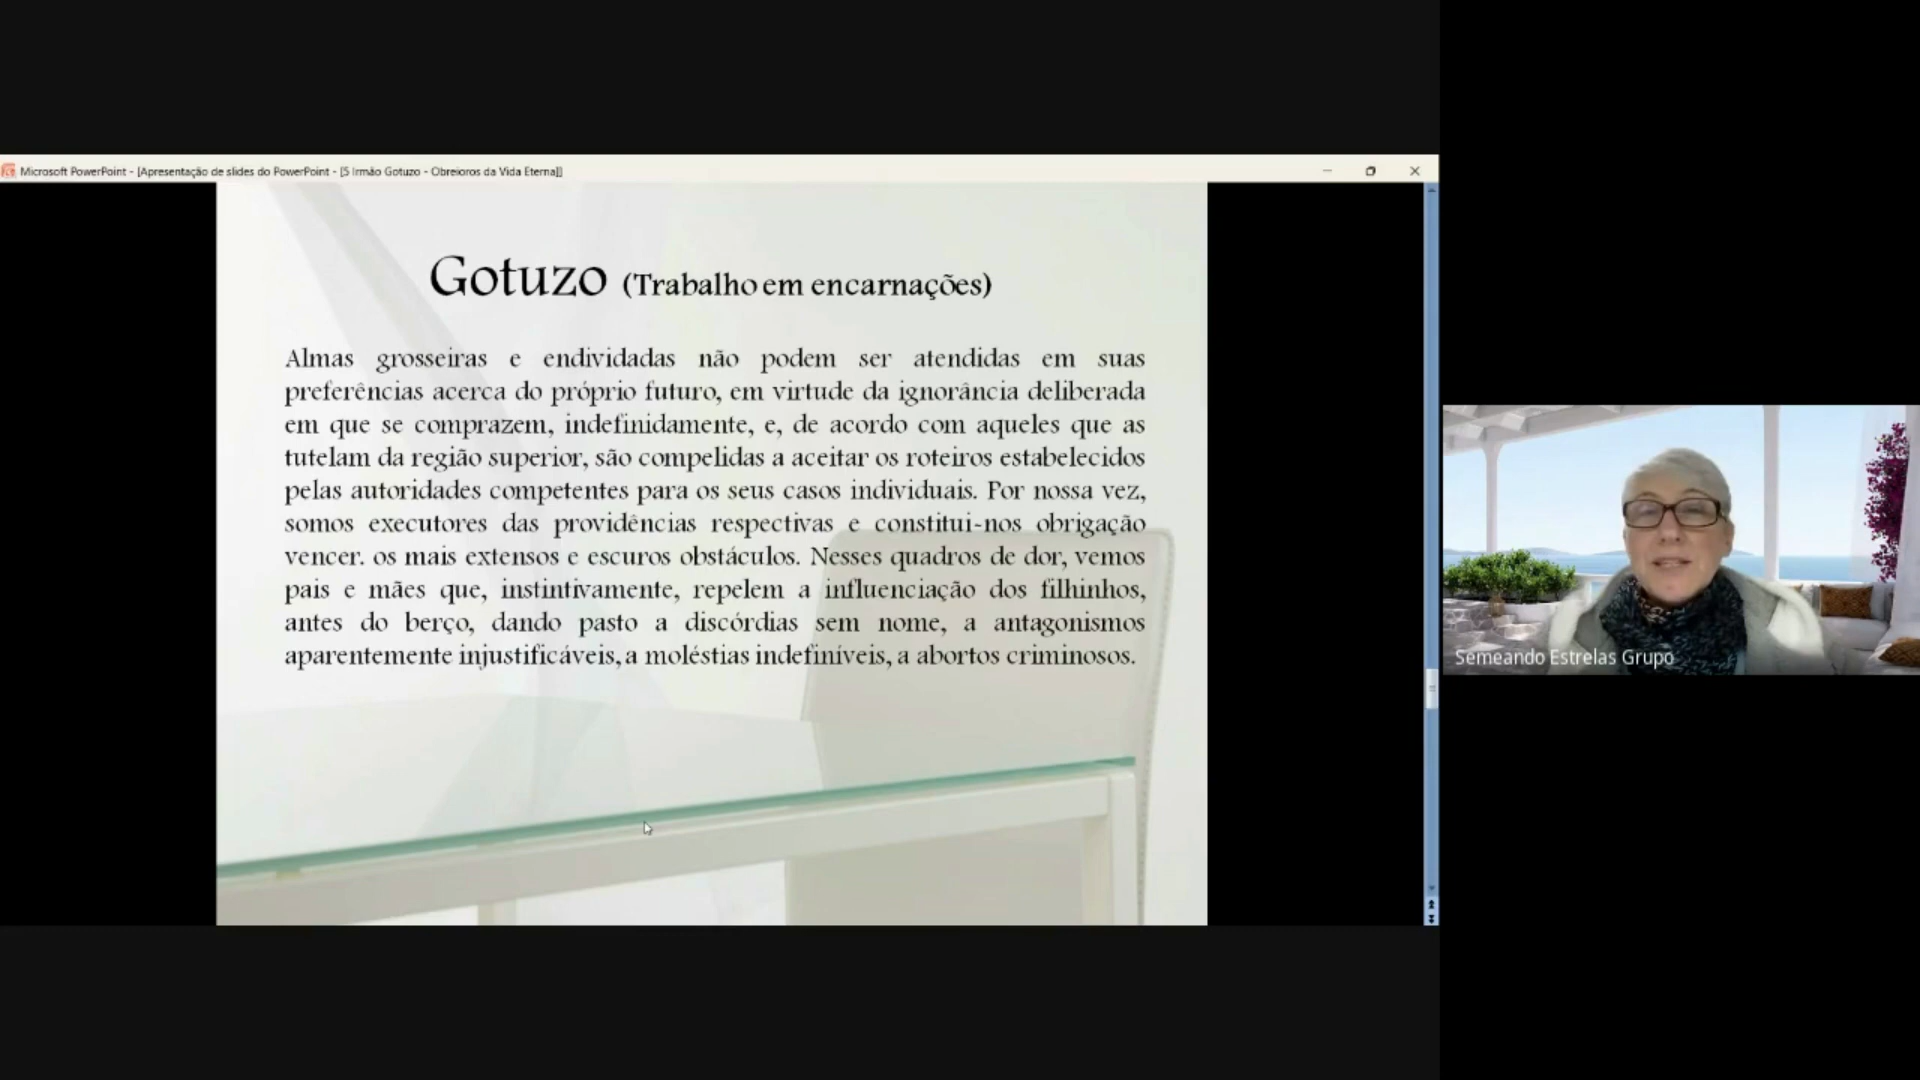 Microsoft PowerPoint - [Apresentação de slides do PowerPoint - [5 Irmão Gotuzo - Obreioros da Vida Eterna]]
Gotuzo (Trabalho em encarnações)
Almas grosseiras e endividadas não podem ser atendidas em suas
preferências acerca do próprio futuro, em virtude da ignorância deliberada
em que se comprazem, indefinidamente, e, de acordo com aqueles que as
tutelam da região superior, são compelidas a aceitar os roteiros estabelecidos
pelas autoridades competentes para os seus casos individuais. Por nossa vez,
somos executores das providências respectivas e constitui-nos obrigação
vencer. os mais extensos e escuros obstáculos. Nesses quadros de dor, vemos
pais e mães que, instintivamente, repelem a influenciação dos filhinhos,
antes do berço, dando pasto a discórdias sem nome, a antagonismos
aparentemente injustificáveis, a moléstias indefiníveis, a abortos criminosos.
Semeando Estrelas Grupo